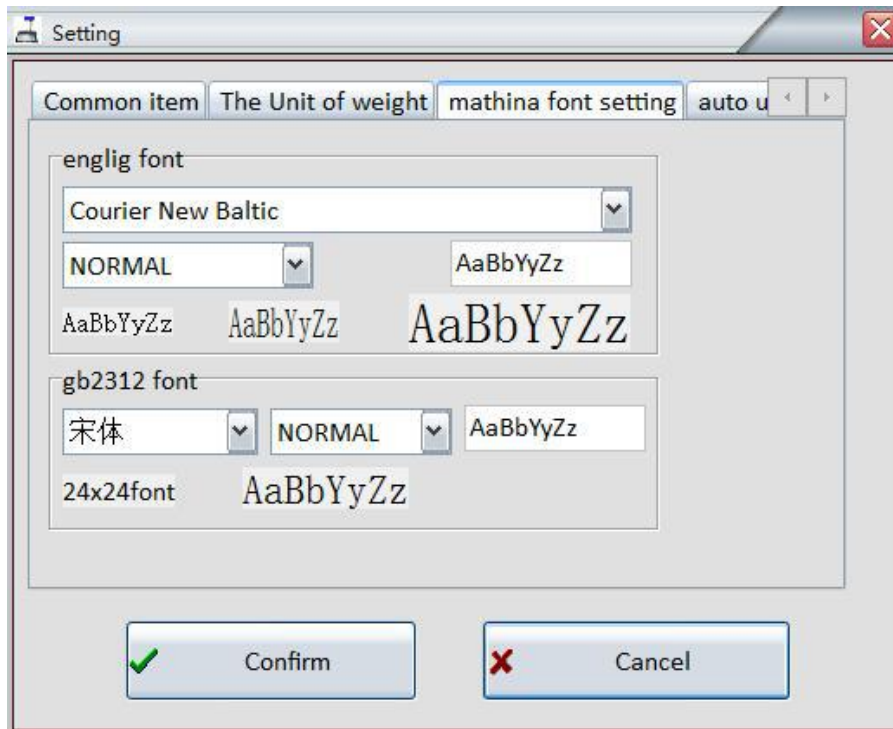 Setting
Common item The Unit of weight mathina font setting auto u
englig font
Courier New Baltic
NORMAL AaBbYyZz
AaBbYyZz AaBbYyZz AaBbYyZz
gb2312 font
宋体 NORMAL AaBbYyZz
24x24font AaBbYyZz
Confirm Cancel